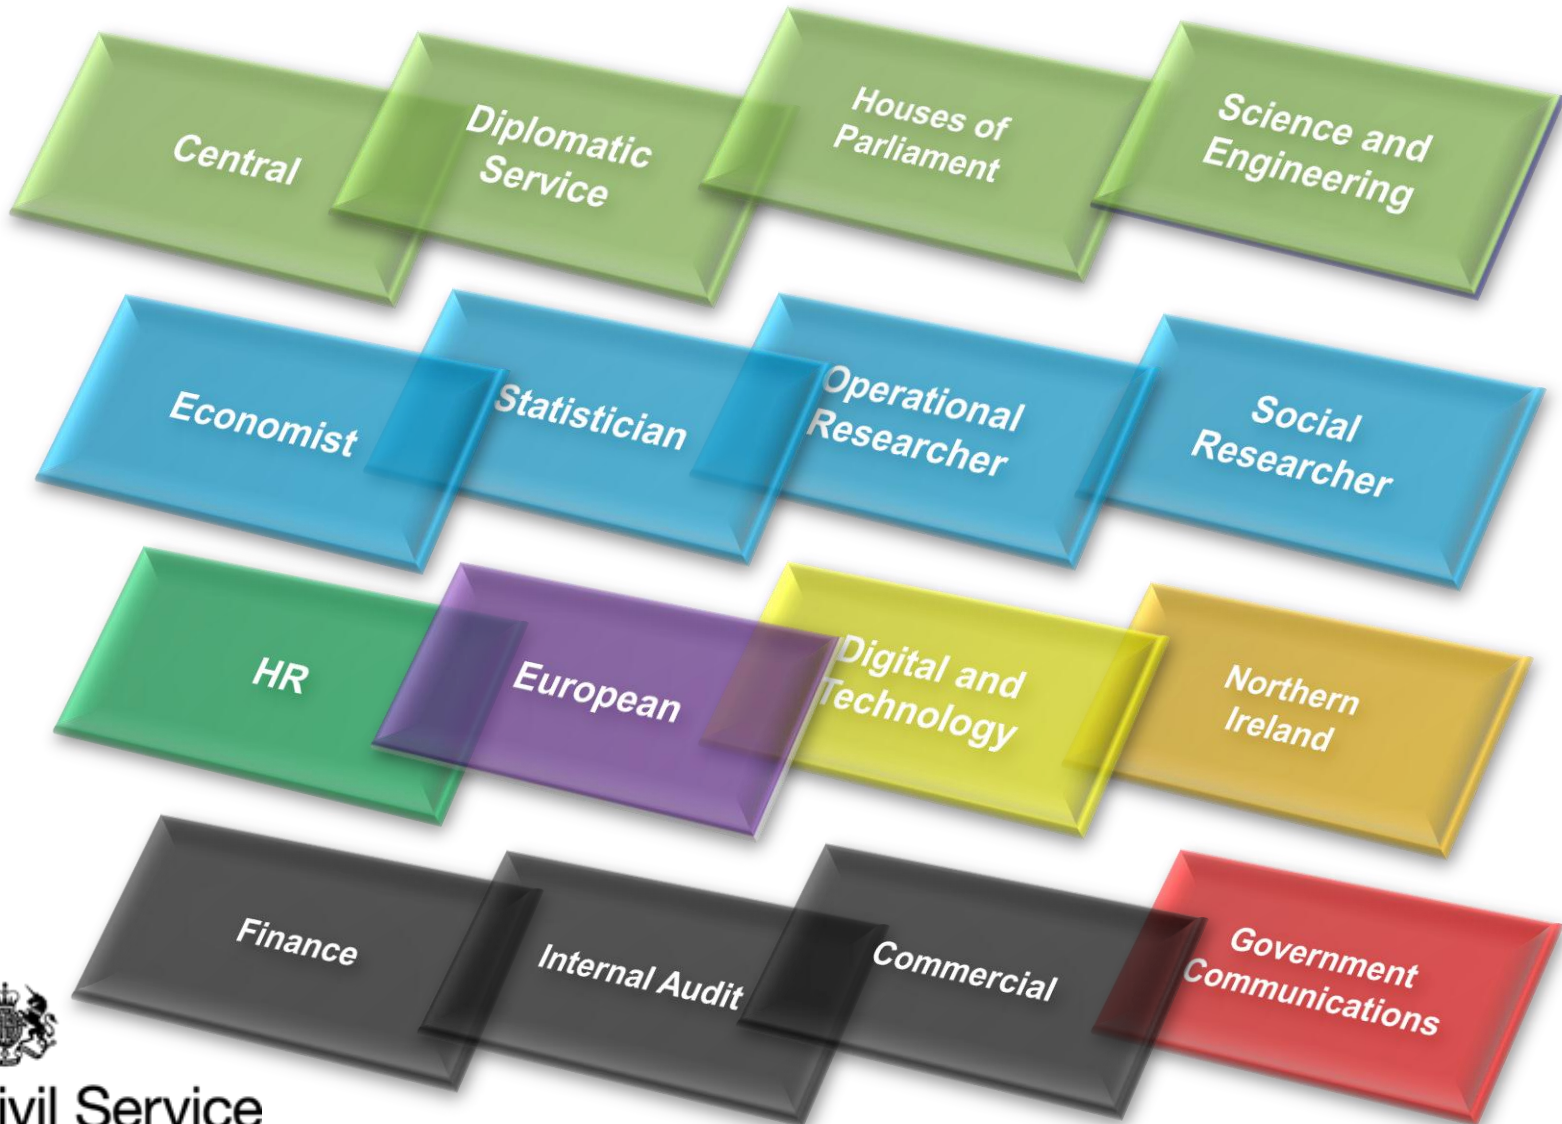 Central
Diplomatic
Service
Houses of
Parliament
Science and
Engineering
Economist
Statistician
Operational
Researcher
Social
Researcher
HR
European
Digital and
Technology
Northern
Ireland
Finance
Internal Audit
Commercial
Government
Communications
ivil Service